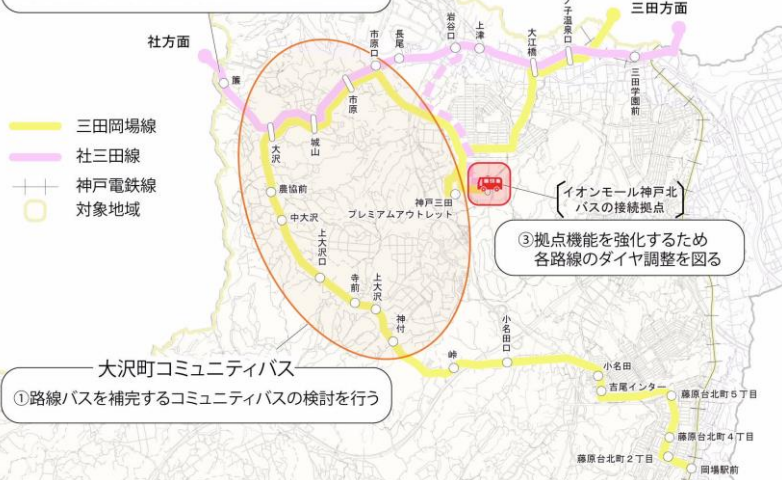 三田方面
社方面
岩谷口
上津
大江橋
子温泉口
市原口
長尾
簾
三田学園前
市原
三田岡場線
社三田線
神戸電鉄線
対象地域
大沢
城山
農協前
中大沢
神戸三田
プレミアムアウトレット
イオンモール神戸北
バスの接続拠点
③拠点機能を強化するため
各路線のダイヤ調整を図る
上大沢口
寺前
上大沢
神付
小名田口
峠
小名田
吉尾インター
大沢町コミュニティバス
①路線バスを補完するコミュニティバスの検討を行う
藤原台北町5丁目
藤原台北町4丁目
藤原台北町2丁目
岡場駅前